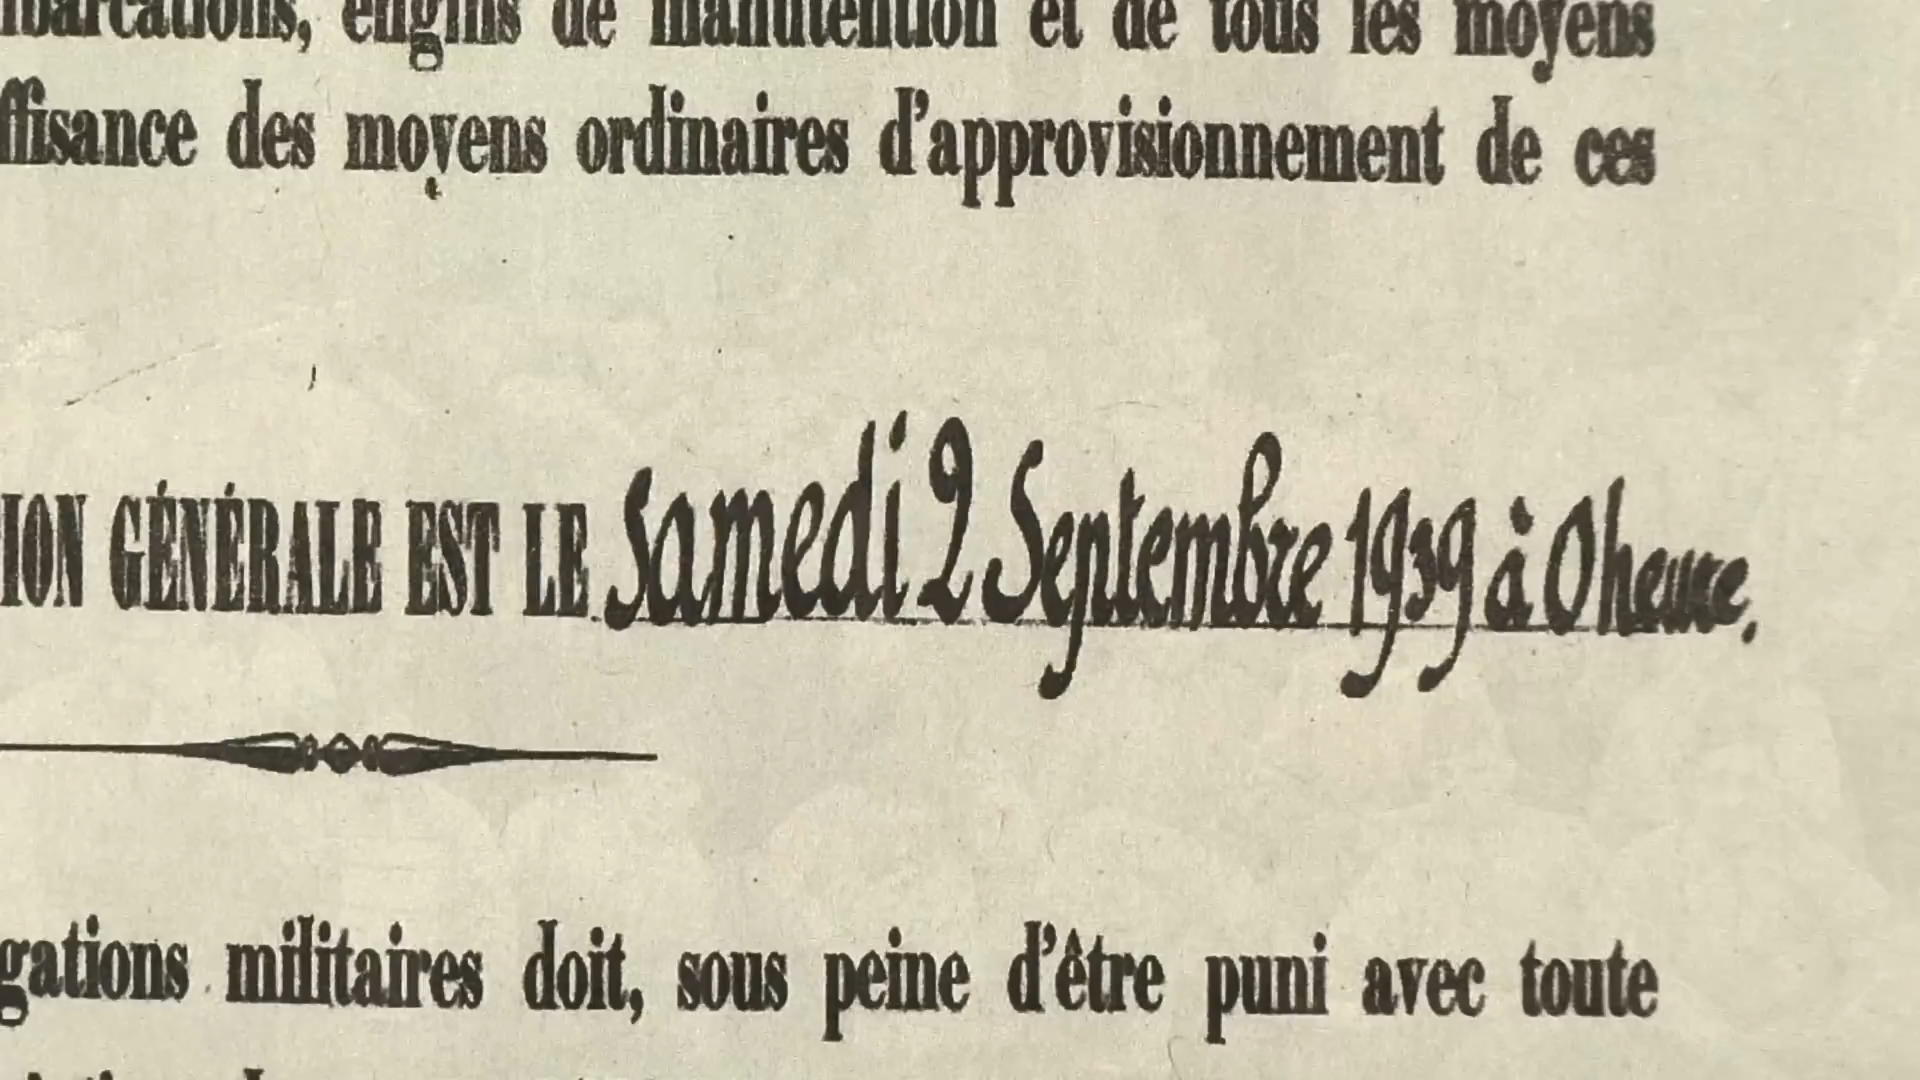 barcations, engins de manutention et de tous les moyens
ffisance des moyens ordinaires d'approvisionnement de ces
ION GÉNÉRALE EST LE Samedi 2 Septembre 1939 à 0 heure.
gations militaires doit, sous peine d'être puni avec toute